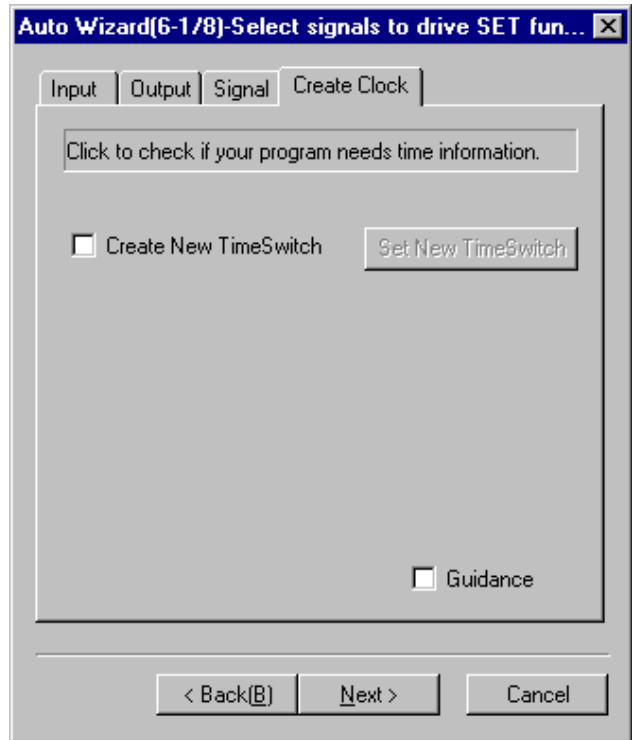 Auto Wizard(6-1/8)-Select signals to drive SET fun...
Input Output Signal Create Clock
Click to check if your program needs time information.
Create New TimeSwitch Set New TimeSwitch
Guidance
< Back(B) Next > Cancel